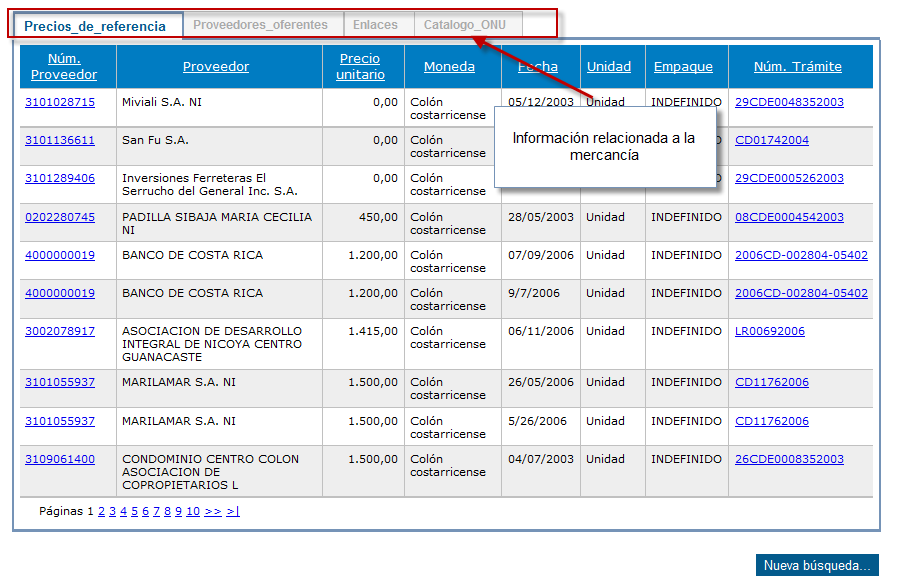 Precios_de_referencia Proveedores_oferentes Enlaces Catalogo_ONU
Núm. Proveedor Proveedor Precio unitario Moneda Fecha Unidad Empaque Núm. Trámite
3101028715 Miviali S.A. NI 0,00 Colón costarricense 05/12/2003 Unidad INDEFINIDO 29CDE0048352003
Información relacionada a la
mercancía
3101136611 San Fu S.A. 0,00 Colón costarricense CD01742004
3101289406 Inversiones Ferreteras El
Serrucho del General Inc. S.A. 0,00 Colón costarricense 29CDE0005262003
0202280745 PADILLA SIBAJA MARIA CECILIA
NI 450,00 Colón costarricense 28/05/2003 Unidad INDEFINIDO 08CDE0004542003
4000000019 BANCO DE COSTA RICA 1.200,00 Colón costarricense 07/09/2006 Unidad INDEFINIDO 2006CD-002804-05402
4000000019 BANCO DE COSTA RICA 1.200,00 Colón costarricense 9/7/2006 Unidad INDEFINIDO 2006CD-002804-05402
3002078917 ASOCIACION DE DESARROLLO
INTEGRAL DE NICOYA CENTRO
GUANACASTE 1.415,00 Colón costarricense 06/11/2006 Unidad INDEFINIDO LR00692006
3101055937 MARILAMAR S.A. NI 1.500,00 Colón costarricense 26/05/2006 Unidad INDEFINIDO CD11762006
3101055937 MARILAMAR S.A. NI 1.500,00 Colón costarricense 5/26/2006 Unidad INDEFINIDO CD11762006
3109061400 CONDOMINIO CENTRO COLON
ASOCIACION DE
COPROPIETARIOS L 1.500,00 Colón costarricense 04/07/2003 Unidad INDEFINIDO 26CDE0008352003
Páginas 1 2 3 4 5 6 7 8 9 10 >> >|
Nueva búsqueda...